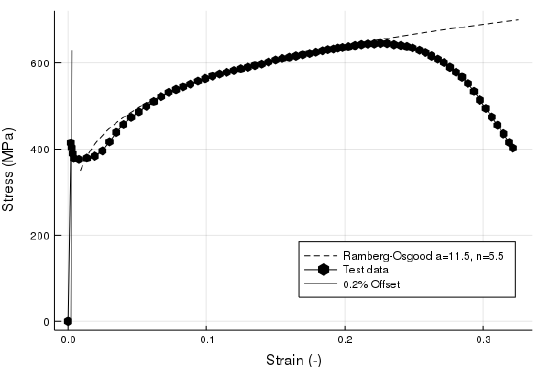 Stress (MPa)
600
400
200
0
0.0
0.1
0.2
0.3
Strain (-)
Ramberg-Osgood a=11.5, n=5.5
Test data
0.2% Offset